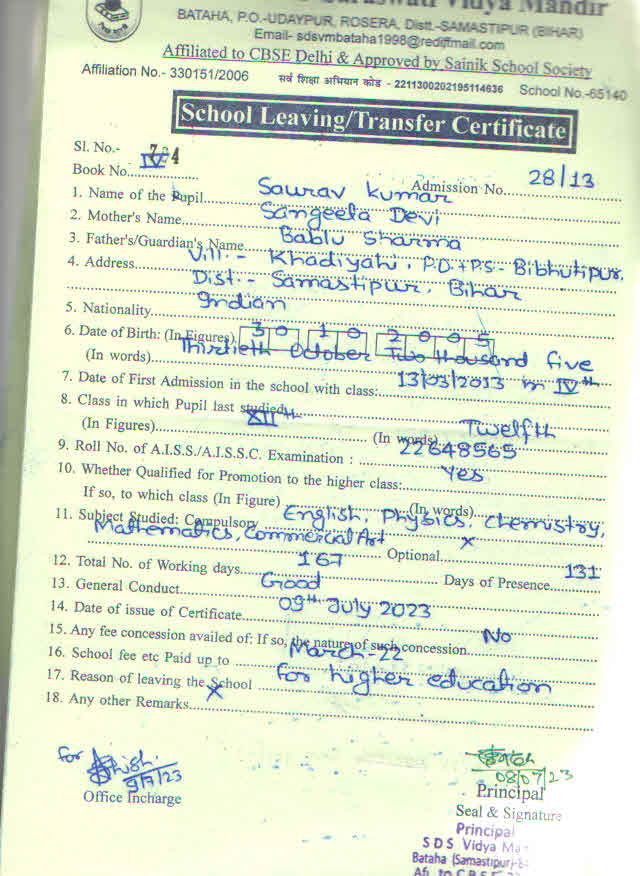 Saraswati Vidya Mandir
BATAHA, P.O.-UDAYPUR, ROSERA, Distt.-SAMASTIPUR (BIHAR)
Email- sdsvmbataha1998@rediffmail.com
Affiliated to CBSE Delhi & Approved by Sainik School Society
Affiliation No.- 330151/2006 सर्व शिक्षा अभियान कोड - 2211300202195114636 School No.-65140
School Leaving/Transfer Certificate
Sl. No.- 724
Book No. IV Admission No. 28/13
1. Name of the Pupil Saurav Kumar
2. Mother's Name Sangeeta Devi
3. Father's/Guardian's Name Bablu Sharma
4. Address Vill:- Khadiyahi, P.O.+P.S- Bibhutipur,
Dist:- Samastipur, Bihar
5. Nationality Indian
6. Date of Birth: (In Figures) 30 10 2005
(In words) Thirtieth October Two thousand five
7. Date of First Admission in the school with class: 13/03/2013 in IVth
8. Class in which Pupil last studied
(In Figures) XIIth (In words) Twelfth
9. Roll No. of A.I.S.S./A.I.S.S.C. Examination : 22648565
10. Whether Qualified for Promotion to the higher class: Yes
If so, to which class (In Figure) (In words)
11. Subject Studied: Compulsory English, Physics, Chemistry,
Mathematics, Commercial Art Optional x
12. Total No. of Working days 167 Days of Presence 131
13. General Conduct Good
14. Date of issue of Certificate 09th July 2023
15. Any fee concession availed of: If so, the nature of such concession No
16. School fee etc Paid up to March-22
17. Reason of leaving the School for higher education
18. Any other Remarks x
for
9/7/23
Office Incharge
08/07/23
Principal
Seal & Signature
Principal
SDS Vidya
Bataha (Samastipur)